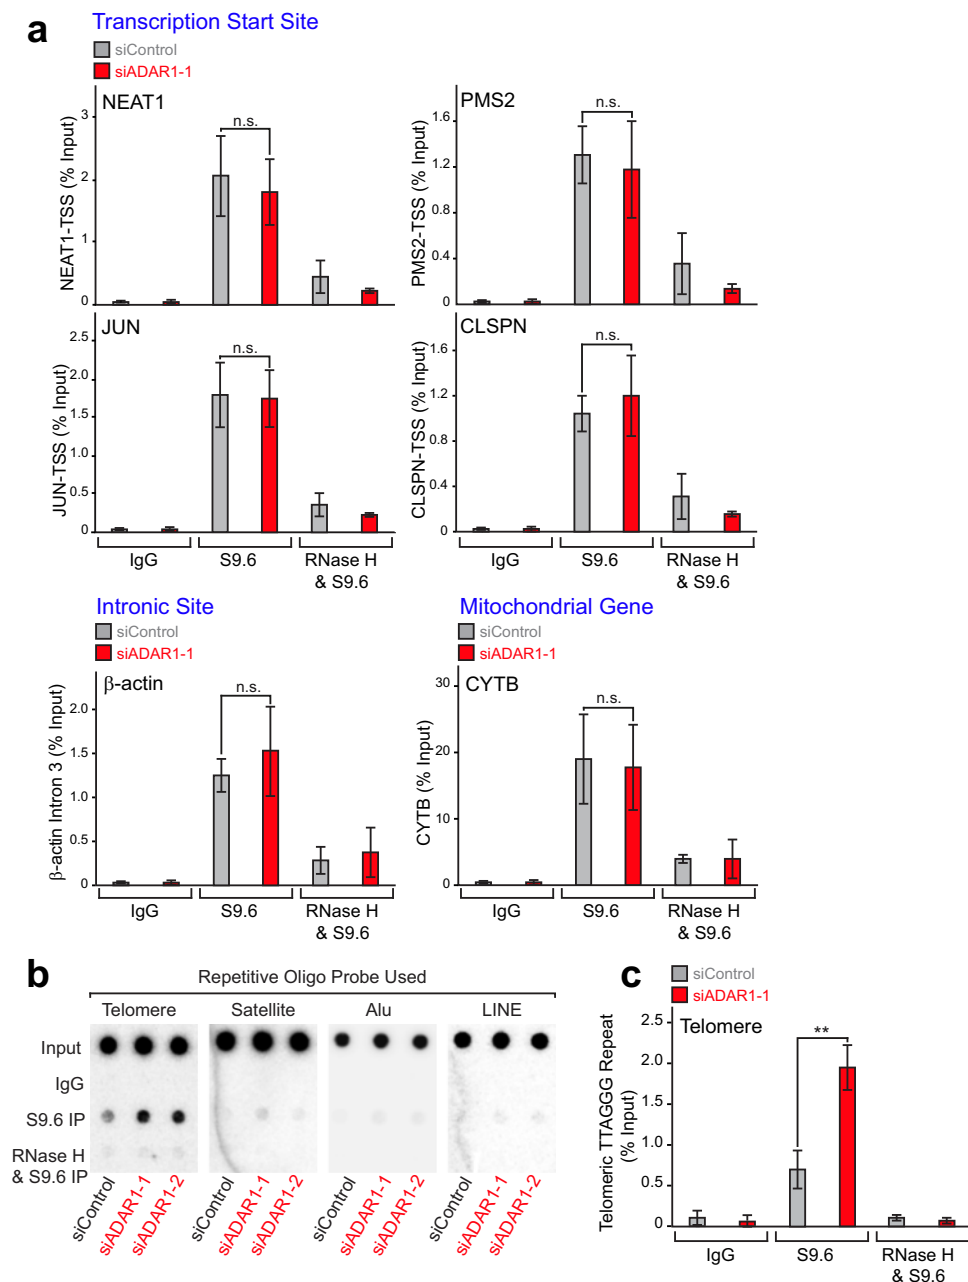 a
Transcription Start Site
siControl
siADAR1-1
NEAT1
NEAT1-TSS (% Input)
3
2
1
0
n.s.
PMS2
PMS2-TSS (% Input)
1.6
1.2
0.8
0.4
0
n.s.
JUN
JUN-TSS (% Input)
2.5
2.0
1.5
1.0
0.5
0
n.s.
IgG
S9.6
RNase H
& S9.6
CLSPN
CLSPN-TSS (% Input)
1.6
1.2
0.8
0.4
0
n.s.
IgG
S9.6
RNase H
& S9.6
Intronic Site
siControl
siADAR1-1
β-actin
β-actin Intron 3 (% Input)
2.0
1.5
1.0
0.5
0
n.s.
IgG
S9.6
RNase H
& S9.6
Mitochondrial Gene
siControl
siADAR1-1
CYTB
CYTB (% Input)
30
20
10
0
n.s.
IgG
S9.6
RNase H
& S9.6
b
Repetitive Oligo Probe Used
Telomere Satellite Alu LINE
Input
IgG
S9.6 IP
RNase H
& S9.6 IP
siControl siADAR1-1 siADAR1-2 siControl siADAR1-1 siADAR1-2 siControl siADAR1-1 siADAR1-2 siControl siADAR1-1 siADAR1-2
c
siControl
siADAR1-1
Telomere
Telomeric TTAGGG Repeat
(% Input)
2.5
2.0
1.5
1.0
0.5
0
**
IgG
S9.6
RNase H
& S9.6